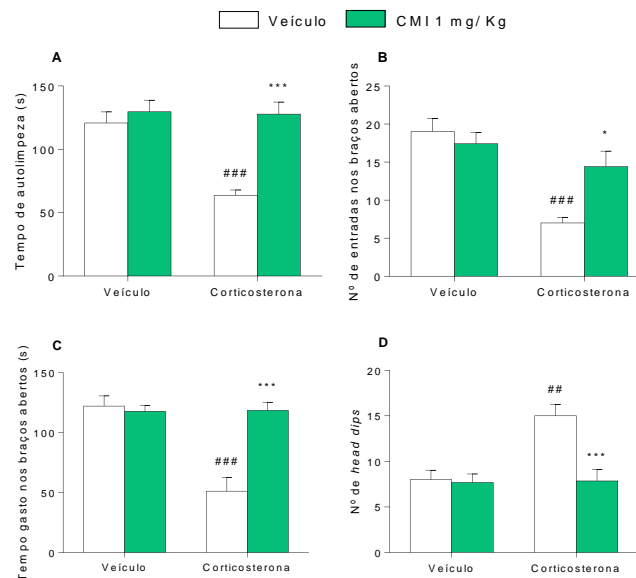 Veículo CMI 1 mg/Kg
A
Tempo de autolimpeza (s)
150
100
50
0
***
###
Veículo Corticosterona
B
Nº de entradas nos braços abertos
25
20
15
10
5
0
*
###
Veículo Corticosterona
C
Tempo gasto nos braços abertos (s)
150
100
50
0
***
###
Veículo Corticosterona
D
Nº de head dips
20
15
10
5
0
##
***
Veículo Corticosterona